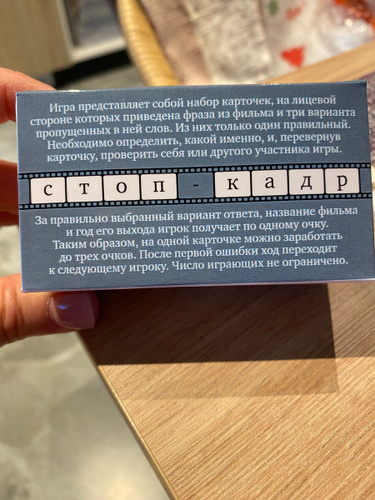 Игра представляет собой набор карточек, на лицевой
стороне которых приведена фраза из фильма и три варианта
пропущенных в ней слов. Из них только один правильный.
Необходимо определить, какой именно, и, перевернув
карточку, проверить себя или другого участника игры.
стоп - кадр
За правильно выбранный вариант ответа, название фильма
и год его выхода игрок получает по одному очку.
Таким образом, на одной карточке можно заработать
до трех очков. После первой ошибки ход переходит
к следующему игроку. Число играющих не ограничено.